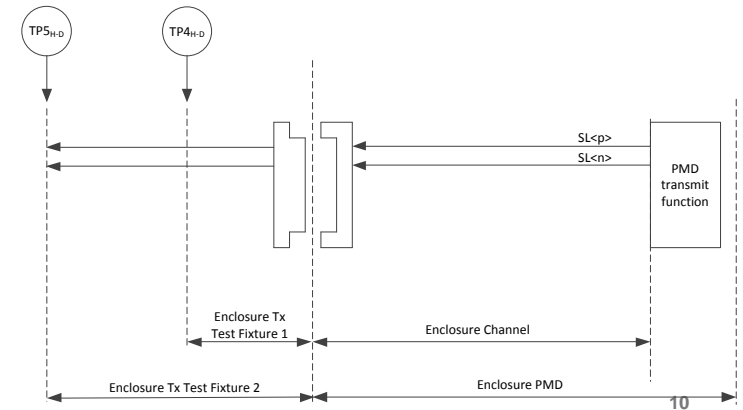 TP5H-D
TP4H-D
SL<p>
SL<n>
PMD
transmit
function
Enclosure Tx
Test Fixture 1
Enclosure Channel
Enclosure Tx Test Fixture 2
Enclosure PMD
10